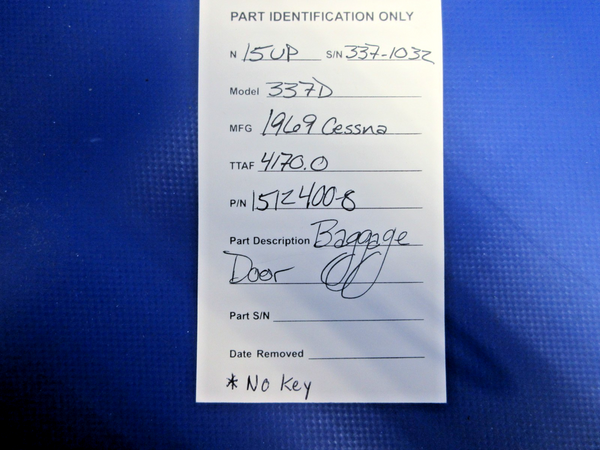 PART IDENTIFICATION ONLY
N 15UP S/N 337-1032
Model 337D
MFG 1969 Cessna
TTAF 4170.0
P/N 1512400-8
Part Description Baggage
Door
Part S/N
Date Removed
* No Key